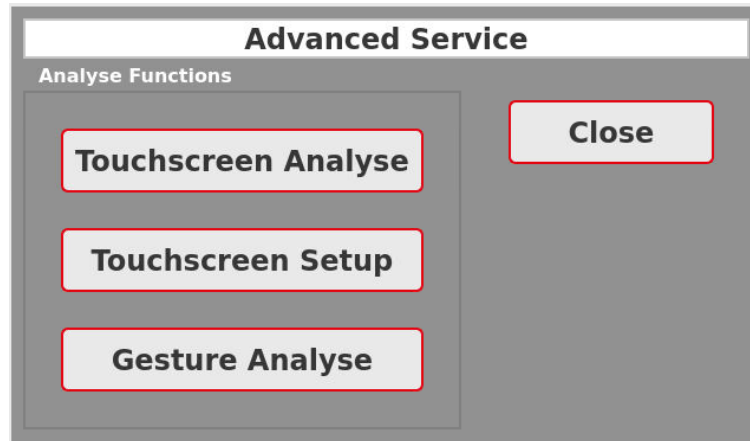 Advanced Service
Analyse Functions
Touchscreen Analyse
Close
Touchscreen Setup
Gesture Analyse